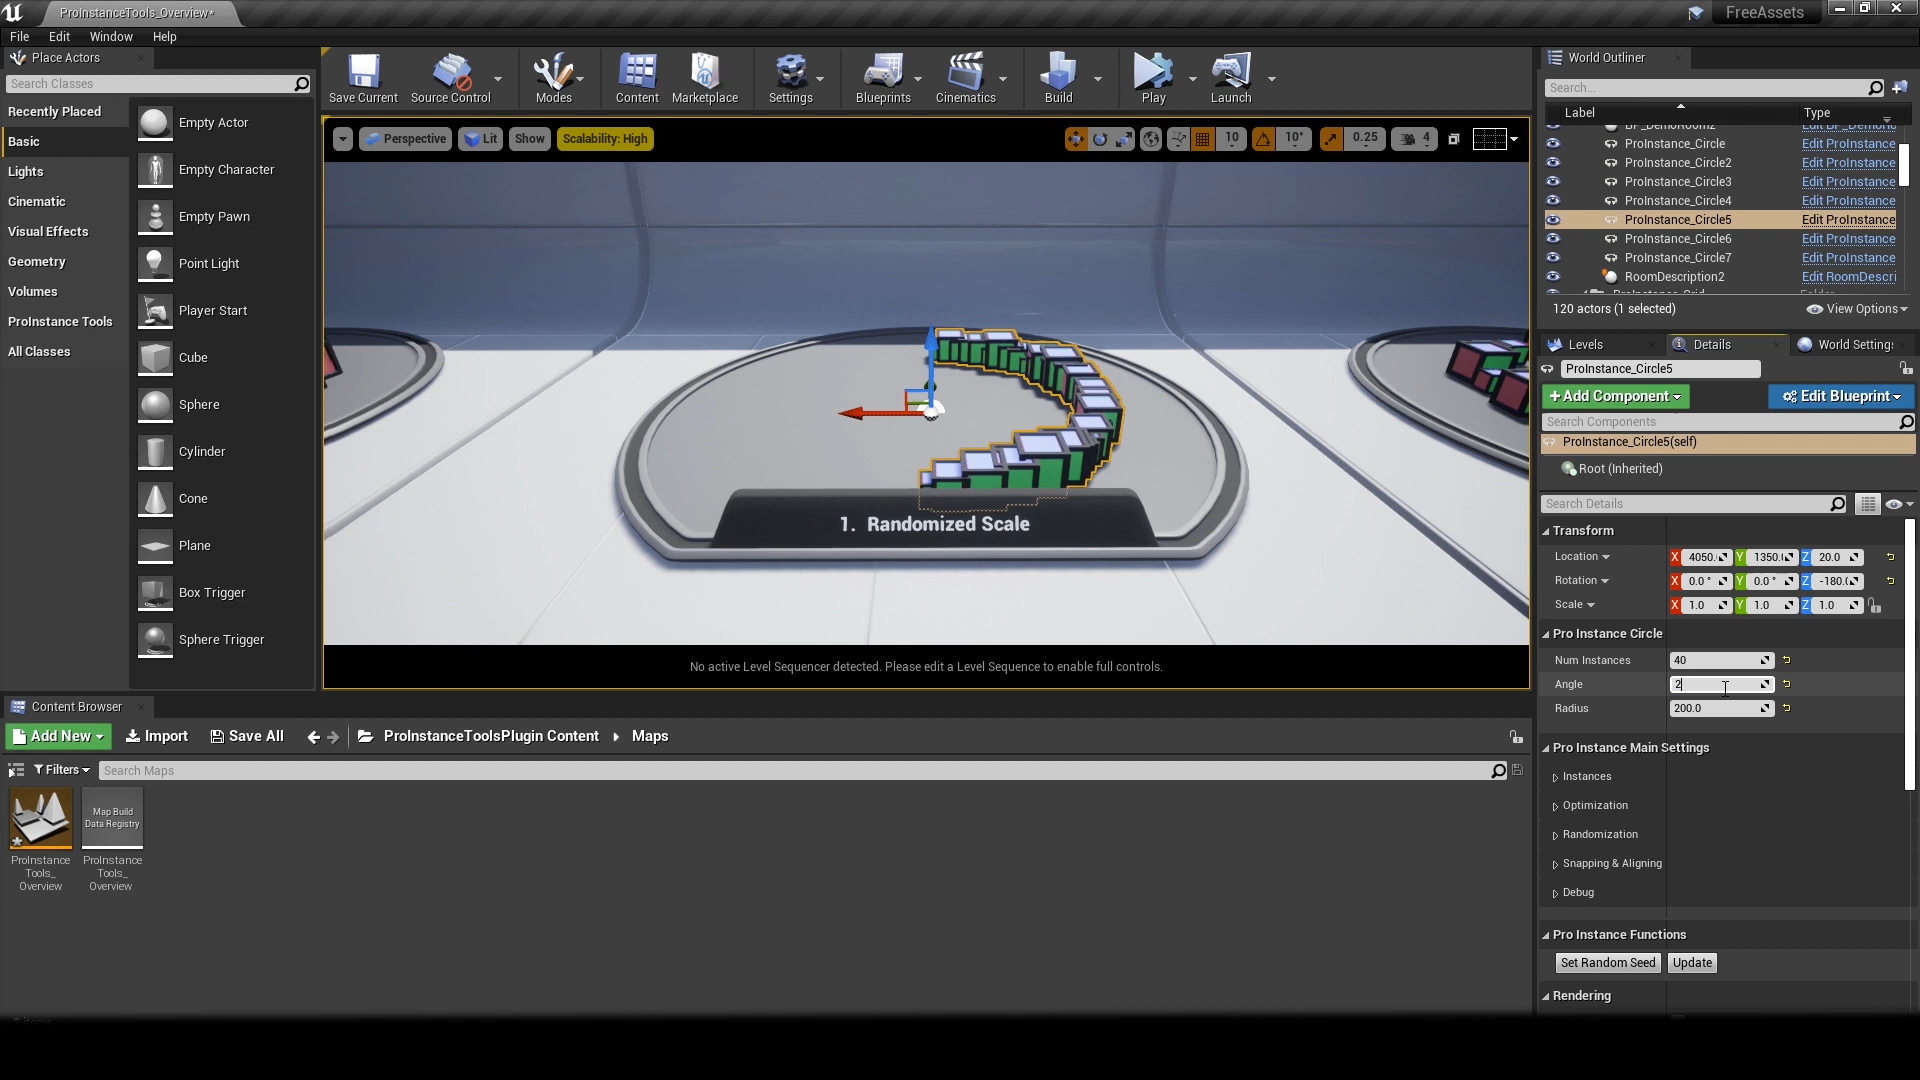 ProInstanceTools_Overview*
FreeAssets
File Edit Window Help
Place Actors
Search Classes
Recently Placed
Basic
Lights
Cinematic
Visual Effects
Geometry
Volumes
ProInstance Tools
All Classes
Empty Actor
Empty Character
Empty Pawn
Point Light
Player Start
Cube
Sphere
Cylinder
Cone
Plane
Box Trigger
Sphere Trigger
Save Current Source Control Modes Content Marketplace Settings Blueprints Cinematics Build Play Launch
Perspective Lit Show Scalability: High 10 10° 0.25 4
1. Randomized Scale
No active Level Sequencer detected. Please edit a Level Sequence to enable full controls.
World Outliner
Search...
Label Type
BP_DemoRoom2
ProInstance_Circle Edit ProInstance
ProInstance_Circle2 Edit ProInstance
ProInstance_Circle3 Edit ProInstance
ProInstance_Circle4 Edit ProInstance
ProInstance_Circle5 Edit ProInstance
ProInstance_Circle6 Edit ProInstance
ProInstance_Circle7 Edit ProInstance
RoomDescription2 Edit RoomDescri
120 actors (1 selected) View Options
Levels Details World Settings
ProInstance_Circle5
+Add Component Edit Blueprint
Search Components
ProInstance_Circle5(self)
Root (Inherited)
Search Details
Transform
Location X 4050. Y 1350.( Z 20.0
Rotation X 0.0 ° Y 0.0 ° Z -180.(
Scale X 1.0 Y 1.0 Z 1.0
Pro Instance Circle
Num Instances 40
Angle 2
Radius 200.0
Pro Instance Main Settings
Instances
Optimization
Randomization
Snapping & Aligning
Debug
Pro Instance Functions
Set Random Seed Update
Rendering
Content Browser
Add New Import Save All ProInstanceToolsPlugin Content Maps
Filters Search Maps
Map Build
Data Registry
ProInstance
Tools_
Overview
ProInstance
Tools_
Overview